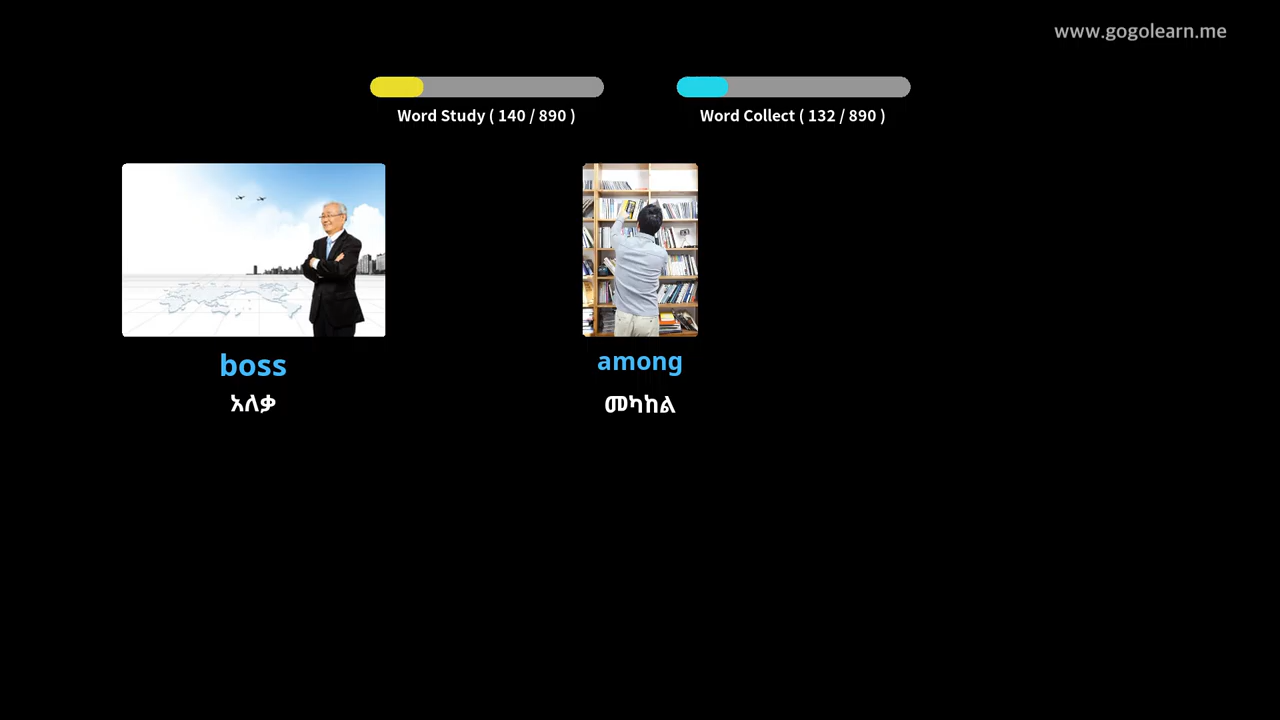 www.gogolearn.me
Word Study ( 140 / 890 )
Word Collect ( 132 / 890 )
boss
አለቃ
among
መካከል